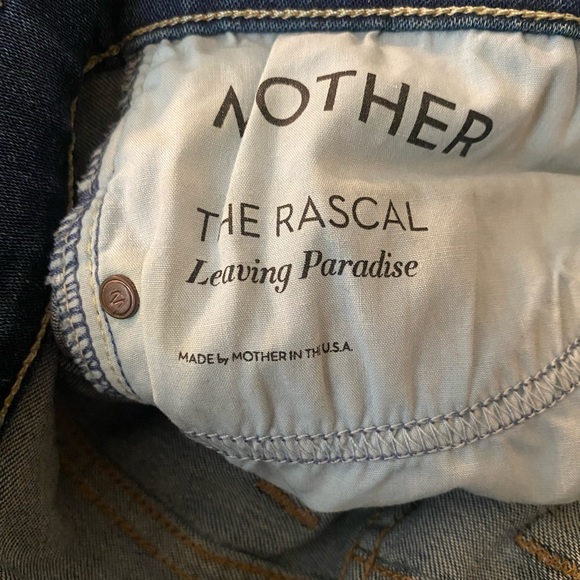 MOTHER
THE RASCAL
Leaving Paradise
MADE by MOTHER IN THE U.S.A.
M